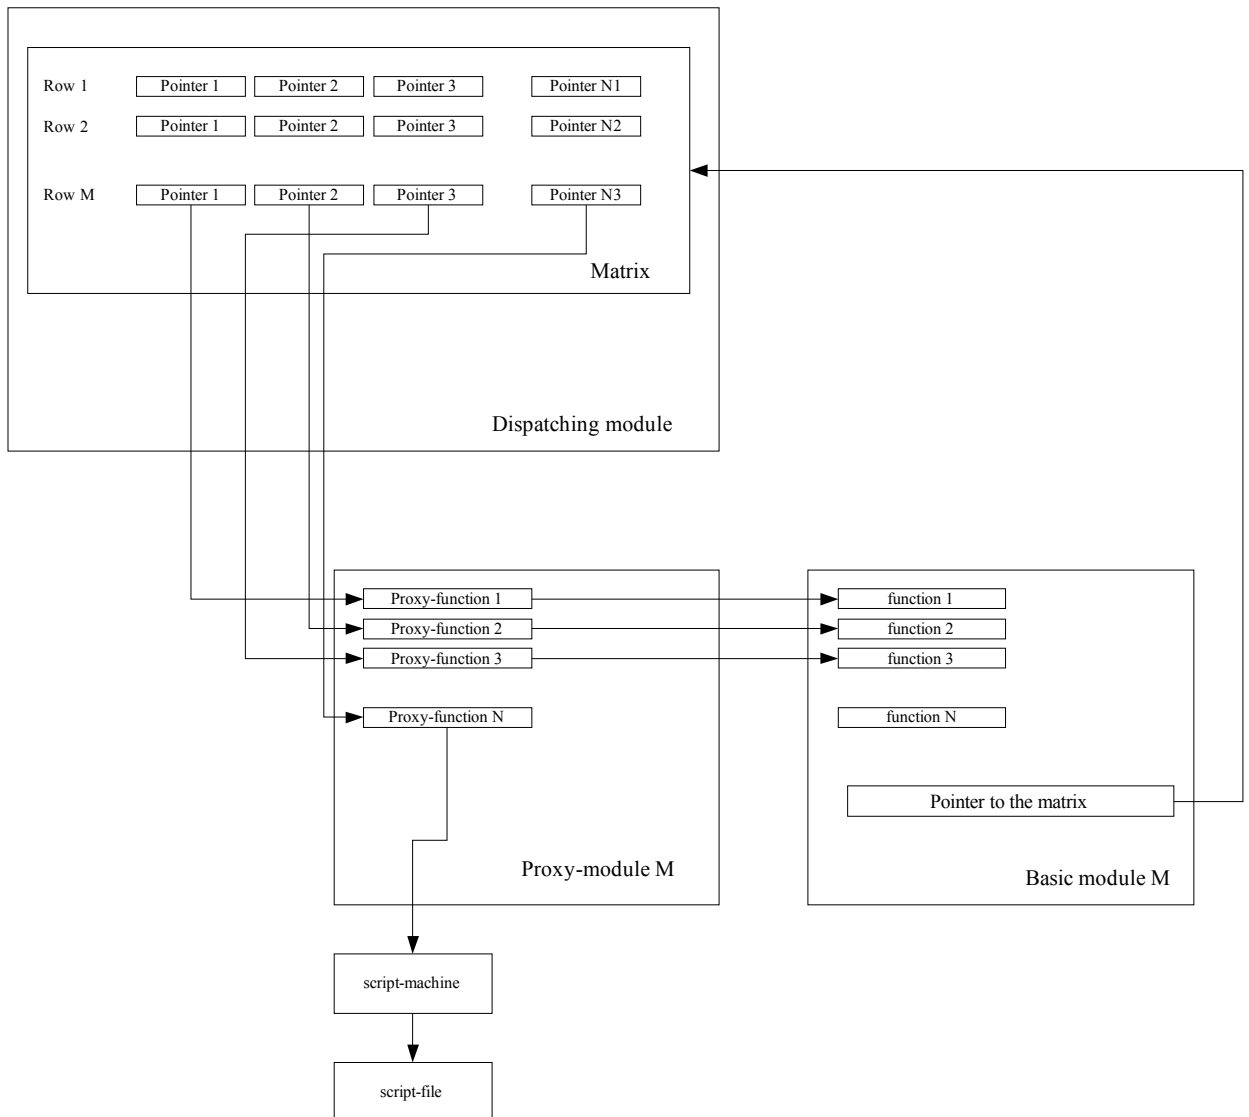 Row 1 Pointer 1 Pointer 2 Pointer 3 Pointer N1
Row 2 Pointer 1 Pointer 2 Pointer 3 Pointer N2
Row M Pointer 1 Pointer 2 Pointer 3 Pointer N3
Matrix
Dispatching module
Proxy-function 1 function 1
Proxy-function 2 function 2
Proxy-function 3 function 3
Proxy-function N function N
Pointer to the matrix
Proxy-module M
Basic module M
script-machine
script-file